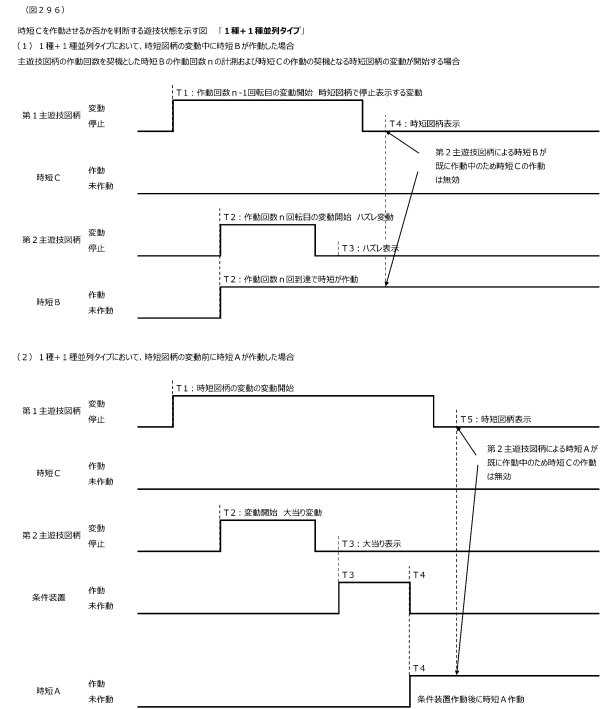 （図２９６）
時短Ｃを作動させるか否かを判断する遊技状態を示す図　「１種＋１種並列タイプ」
（１）１種＋１種並列タイプにおいて、時短図柄の変動中に時短Ｂが作動した場合
主遊技図柄の作動回数を契機とした時短Ｂの作動回数ｎの計測および時短Ｃの作動の契機となる時短図柄の変動が開始する場合
Ｔ１：作動回数ｎ-１回転目の変動開始　時短図柄で停止表示する変動
第１主遊技図柄
変動
停止
Ｔ４：時短図柄表示
第２主遊技図柄による時短Ｂが
既に作動中のため時短Ｃの作動
は無効
時短Ｃ
作動
未作動
Ｔ２：作動回数ｎ回転目の変動開始　ハズレ変動
第２主遊技図柄
変動
停止
Ｔ３：ハズレ表示
Ｔ２：作動回数ｎ回到達で時短が作動
時短Ｂ
作動
未作動
（２）１種＋１種並列タイプにおいて、時短図柄の変動前に時短Ａが作動した場合
Ｔ１：時短図柄の変動の変動開始
第１主遊技図柄
変動
停止
Ｔ５：時短図柄表示
第２主遊技図柄による時短Ａが
既に作動中のため時短Ｃの作動
は無効
時短Ｃ
作動
未作動
Ｔ２：変動開始　大当り変動
第２主遊技図柄
変動
停止
Ｔ３：大当り表示
Ｔ３
Ｔ４
条件装置
作動
未作動
Ｔ４
時短Ａ
作動
未作動
条件装置作動後に時短Ａ作動